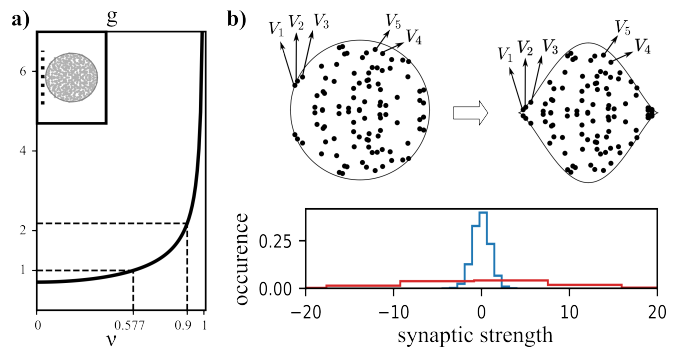 a)
g
6
4
2
1
0
0.577
0.9
1
ν
b)
V1
V2
V3
V5
V4
V1
V2
V3
V5
V4
occurence
0.25
0.00
−20
−10
0
10
20
synaptic strength